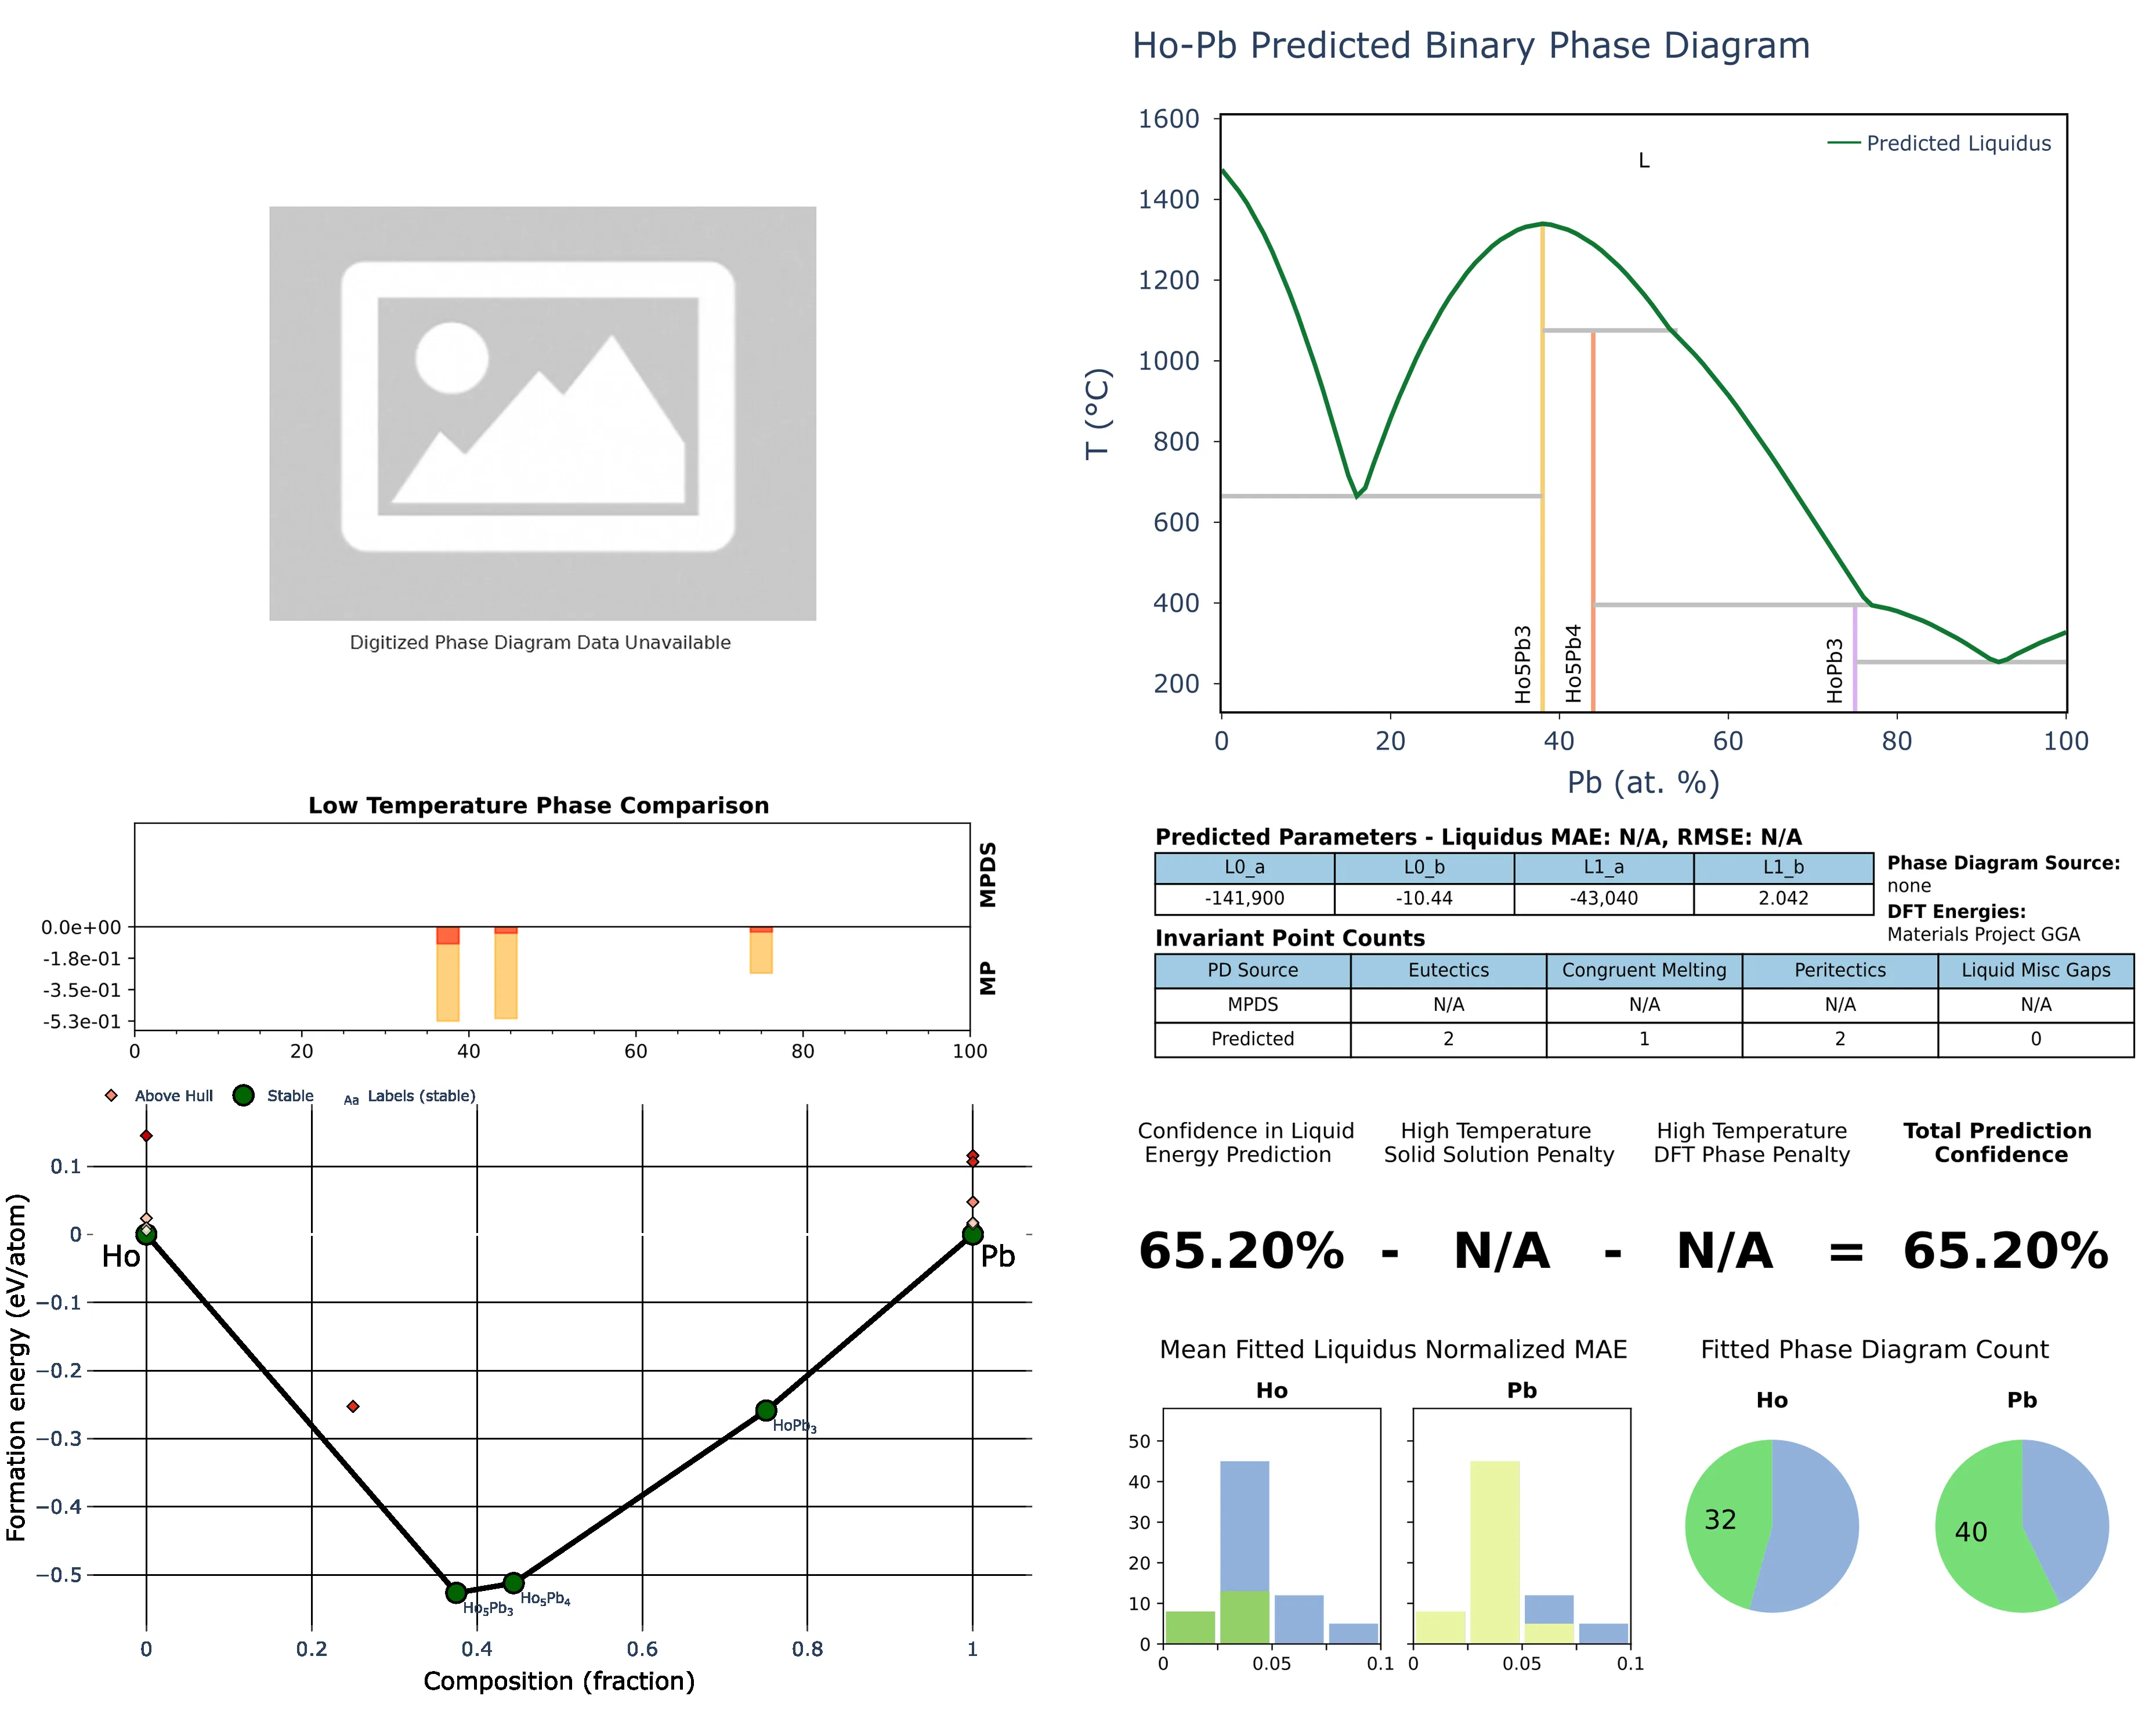 Ho-Pb Predicted Binary Phase Diagram
Digitized Phase Diagram Data Unavailable
1600
1400
1200
1000
800
600
400
200
T (°C)
L
Predicted Liquidus
Ho5Pb3
Ho5Pb4
HoPb3
0 20 40 60 80 100
Pb (at. %)
Low Temperature Phase Comparison
0.0e+00
-1.8e-01
-3.5e-01
-5.3e-01
MPDS
MP
0 20 40 60 80 100
Predicted Parameters - Liquidus MAE: N/A, RMSE: N/A
L0_a L0_b L1_a L1_b
-141,900 -10.44 -43,040 2.042
Phase Diagram Source:
none
DFT Energies:
Materials Project GGA
Invariant Point Counts
PD Source Eutectics Congruent Melting Peritectics Liquid Misc Gaps
MPDS N/A N/A N/A N/A
Predicted 2 1 2 0
Above Hull Stable Aa Labels (stable)
0.1
0
−0.1
−0.2
−0.3
−0.4
−0.5
Formation energy (eV/atom)
Ho
Pb
HoPb₃
Ho₅Pb₃
Ho₅Pb₄
0 0.2 0.4 0.6 0.8 1
Composition (fraction)
Confidence in Liquid Energy Prediction
High Temperature Solid Solution Penalty
High Temperature DFT Phase Penalty
Total Prediction Confidence
65.20% - N/A - N/A = 65.20%
Mean Fitted Liquidus Normalized MAE
Ho
Pb
50
40
30
20
10
0
0 0.05 0.1
0 0.05 0.1
Fitted Phase Diagram Count
Ho
Pb
32
40